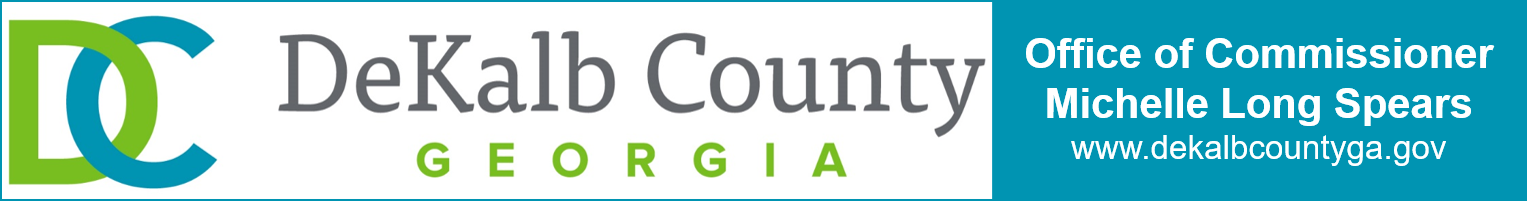 DC
DeKalb County
GEORGIA
Office of Commissioner
Michelle Long Spears
www.dekalbcountyga.gov